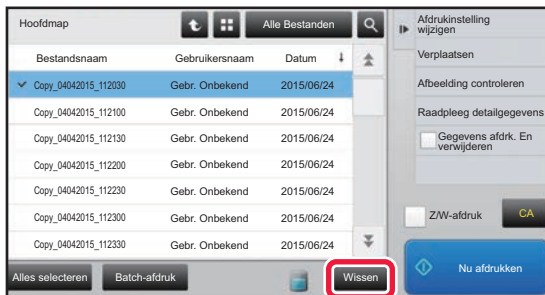 Hoofdmap
Alle Bestanden
Bestandsnaam Gebruikersnaam Datum
Copy_04042015_112030 Gebr. Onbekend 2015/06/24
Copy_04042015_112100 Gebr. Onbekend 2015/06/24
Copy_04042015_112130 Gebr. Onbekend 2015/06/24
Copy_04042015_112200 Gebr. Onbekend 2015/06/24
Copy_04042015_112230 Gebr. Onbekend 2015/06/24
Copy_04042015_112300 Gebr. Onbekend 2015/06/24
Copy_04042015_112330 Gebr. Onbekend 2015/06/24
Alles selecteren
Batch-afdruk
Wissen
Afdrukinstelling
wijzigen
Verplaatsen
Afbeelding controleren
Raadpleeg detailgegevens
Gegevens afdrk. En
verwijderen
Z/W-afdruk
CA
Nu afdrukken